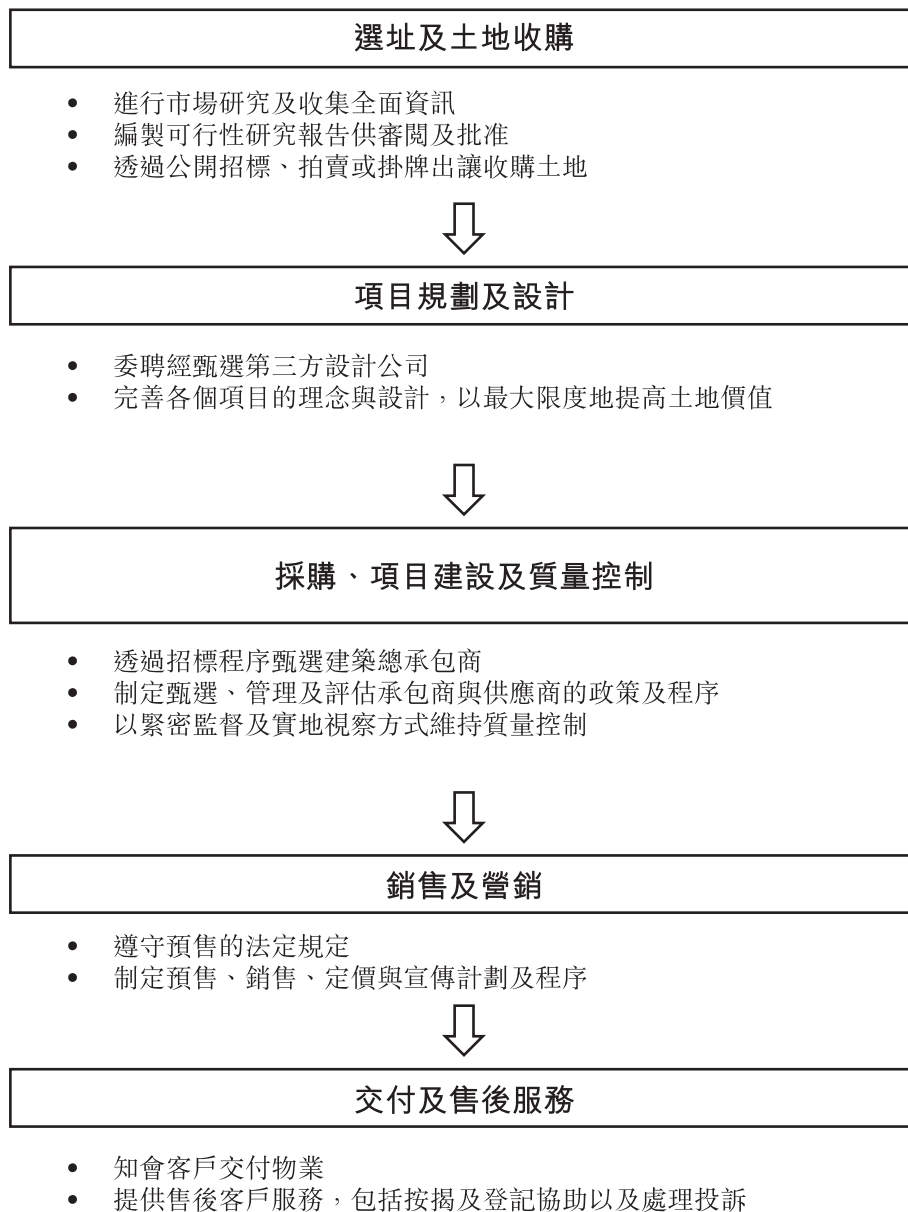 選址及土地收購
• 進行市場研究及收集全面資訊
• 編製可行性研究報告供審閱及批准
• 透過公開招標、拍賣或掛牌出讓收購土地
項目規劃及設計
• 委聘經甄選第三方設計公司
• 完善各個項目的理念與設計，以最大限度地提高土地價值
採購、項目建設及質量控制
• 透過招標程序甄選建築總承包商
• 制定甄選、管理及評估承包商與供應商的政策及程序
• 以緊密監督及實地視察方式維持質量控制
銷售及營銷
• 遵守預售的法定規定
• 制定預售、銷售、定價與宣傳計劃及程序
交付及售後服務
• 知會客戶交付物業
• 提供售後客戶服務，包括按揭及登記協助以及處理投訴